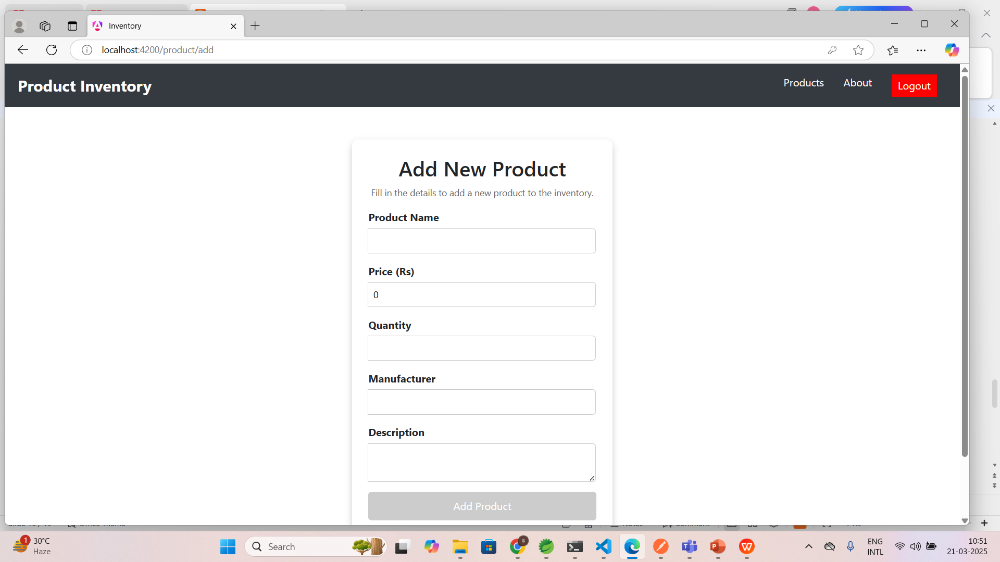 Inventory
localhost:4200/product/add
Product Inventory
Products
About
Logout
Add New Product
Fill in the details to add a new product to the inventory.
Product Name
Price (Rs)
0
Quantity
Manufacturer
Description
Add Product
1
30°C
Haze
Search
ENG
INTL
10:51
21-03-2025